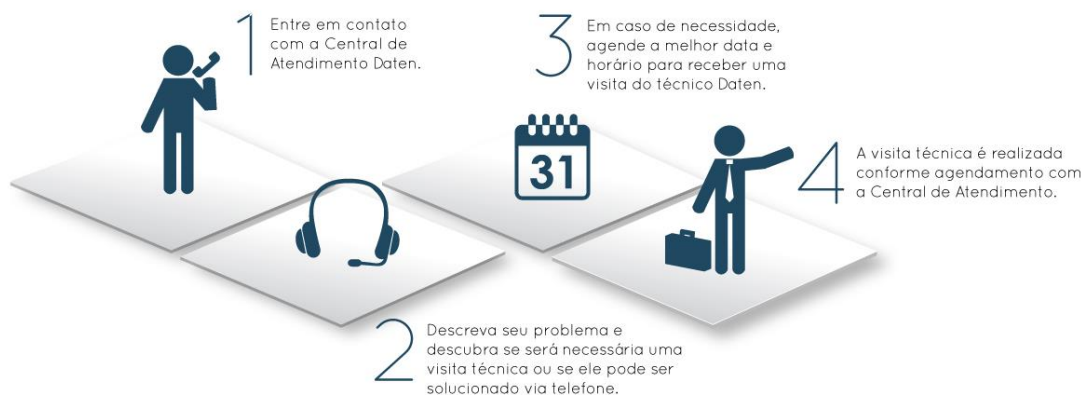 1
Entre em contato
com a Central de
Atendimento Daten.
2
Descreva seu problema e
descubra se será necessária uma
visita técnica ou se ele pode ser
solucionado via telefone.
3
Em caso de necessidade,
agende a melhor data e
horário para receber uma
visita do técnico Daten.
31
4
A visita técnica é realizada
conforme agendamento com
a Central de Atendimento.